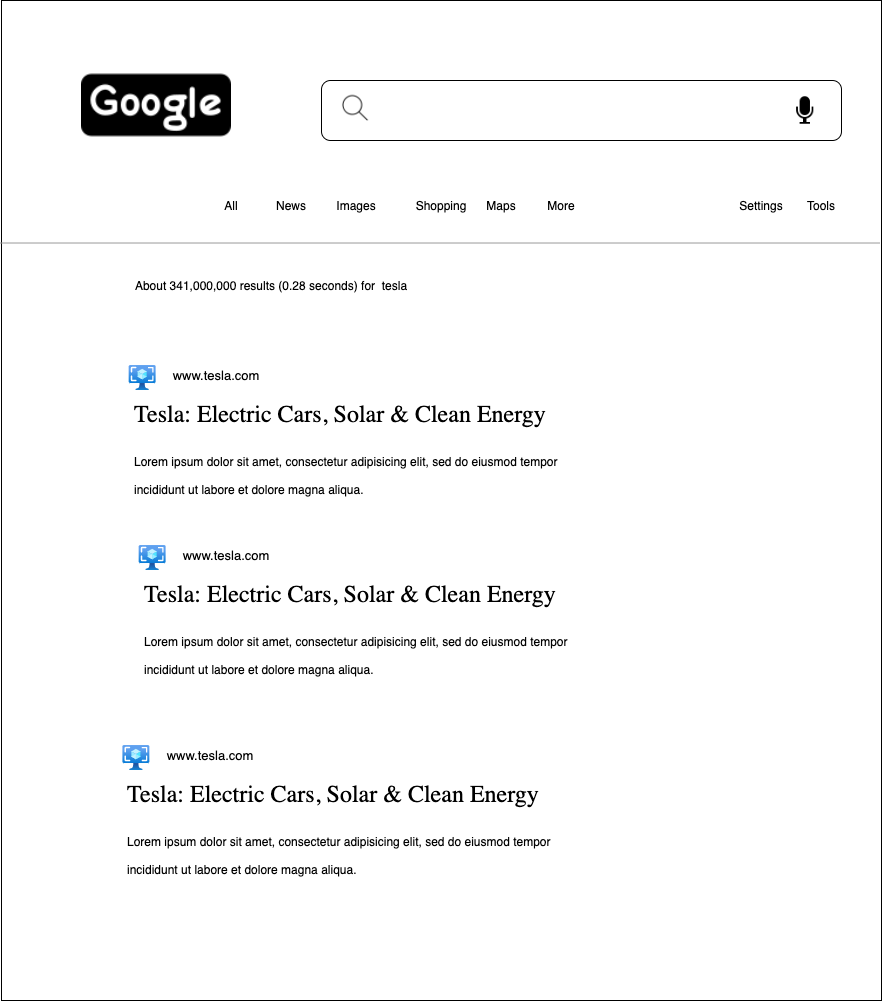 Google
All News Images Shopping Maps More Settings Tools
About 341,000,000 results (0.28 seconds) for tesla
www.tesla.com
Tesla: Electric Cars, Solar & Clean Energy
Lorem ipsum dolor sit amet, consectetur adipisicing elit, sed do eiusmod tempor
incididunt ut labore et dolore magna aliqua.
www.tesla.com
Tesla: Electric Cars, Solar & Clean Energy
Lorem ipsum dolor sit amet, consectetur adipisicing elit, sed do eiusmod tempor
incididunt ut labore et dolore magna aliqua.
www.tesla.com
Tesla: Electric Cars, Solar & Clean Energy
Lorem ipsum dolor sit amet, consectetur adipisicing elit, sed do eiusmod tempor
incididunt ut labore et dolore magna aliqua.